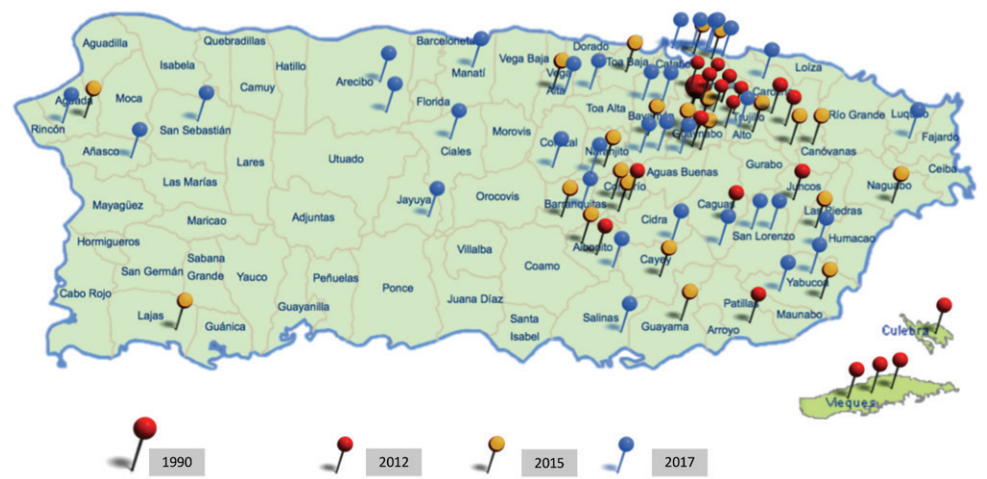 Aguadilla
Quebradillas
Barceloneta
Dorado
Isabela
Hatillo
Vega Baja
Toa Baja
Cataño
Loíza
Moca
Camuy
Arecibo
Manatí
Vega
Alta
Aguada
Rincón
San Sebastián
Florida
Toa Alta
Trujillo
Alto
Río Grande
Luquillo
Fajardo
Guaynabo
Añasco
Lares
Utuado
Ciales
Morovis
Corozal
Naranjito
Canóvanas
Ceiba
Las Marías
Aguas Buenas
Gurabo
Juncos
Naguabo
Mayagüez
Maricao
Adjuntas
Jayuya
Orocovis
Barranquitas
Caguas
Las Piedras
Cidra
San Lorenzo
Humacao
Hormigueros
Sabana
Grande
San Germán
Yauco
Villalba
Coamo
Aibonito
Cayey
Yabucoa
Peñuelas
Ponce
Cabo Rojo
Lajas
Guánica
Guayanilla
Juana Díaz
Santa
Isabel
Salinas
Guayama
Patillas
Arroyo
Maunabo
Culebra
Vieques
1990
2012
2015
2017